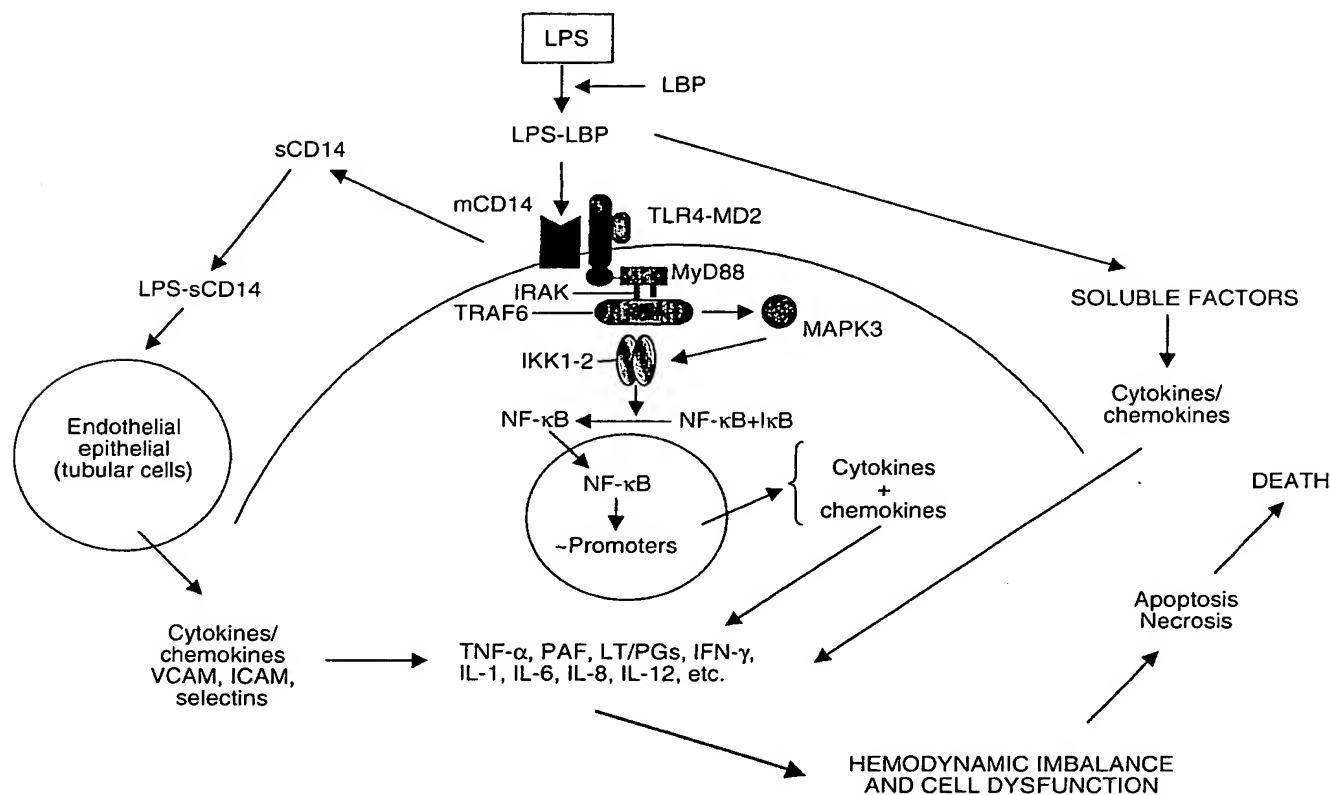 LPS
LBP
LPS-LBP
sCD14
mCD14
TLR4-MD2
MyD88
LPS-sCD14
IRAK
TRAF6
MAPK3
SOLUBLE FACTORS
IKK1-2
Cytokines/
chemokines
NF-κB
NF-κB+IκB
Endothelial
epithelial
(tubular cells)
NF-κB
~Promoters
Cytokines
+
chemokines
DEATH
Apoptosis
Necrosis
Cytokines/
chemokines
VCAM, ICAM,
selectins
TNF-α, PAF, LT/PGs, IFN-γ,
IL-1, IL-6, IL-8, IL-12, etc.
HEMODYNAMIC IMBALANCE
AND CELL DYSFUNCTION